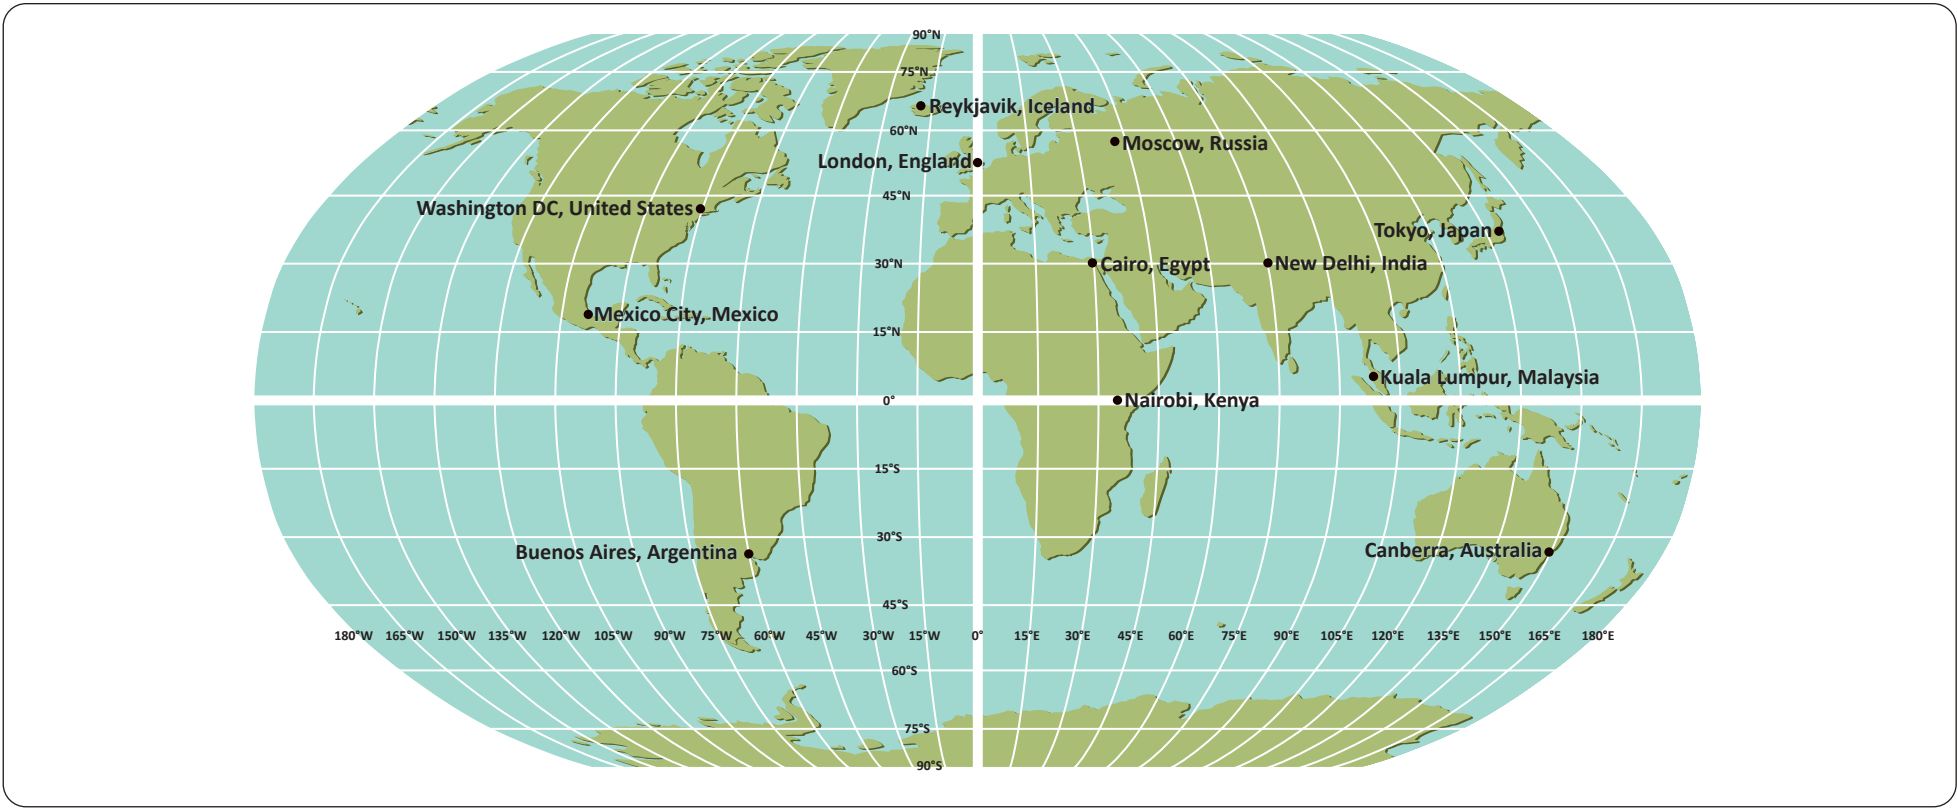 90°N
75°N
Reykjavik, Iceland
60°N
Moscow, Russia
London, England
45°N
Washington DC, United States
Tokyo, Japan
30°N
Cairo, Egypt
New Delhi, India
Mexico City, Mexico
15°N
Kuala Lumpur, Malaysia
0°
Nairobi, Kenya
15°S
30°S
Buenos Aires, Argentina
Canberra, Australia
45°S
180°W 165°W 150°W 135°W 120°W 105°W 90°W 75°W 60°W 45°W 30°W 15°W 0° 15°E 30°E 45°E 60°E 75°E 90°E 105°E 120°E 135°E 150°E 165°E 180°E
60°S
75°S
90°S